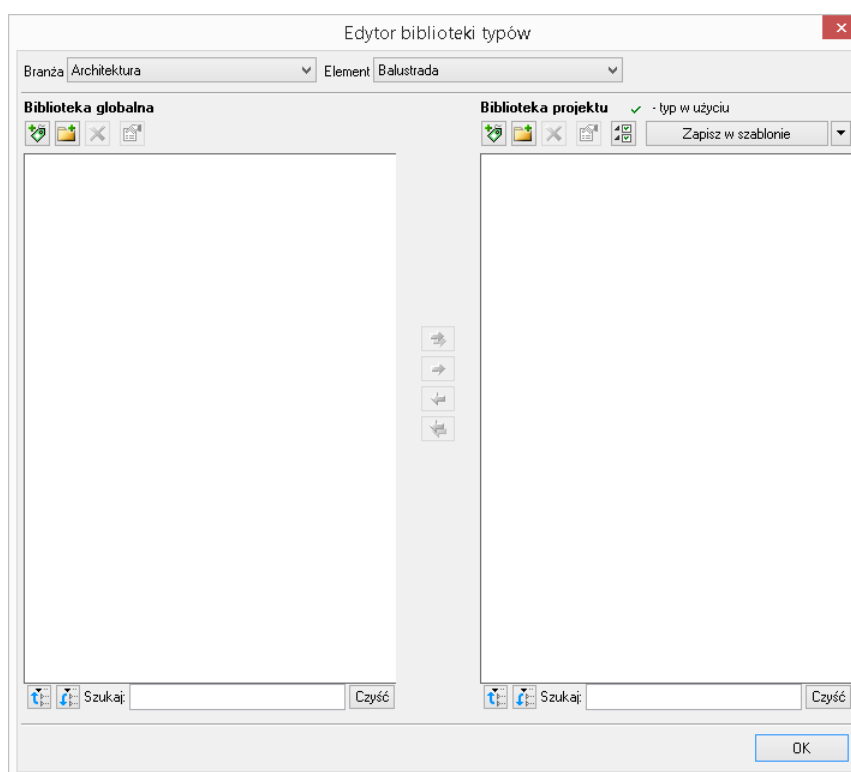 Edytor biblioteki typów
Branża Architektura Element Balustrada
Biblioteka globalna
Biblioteka projektu - typ w użyciu
Zapisz w szablonie
Szukaj: Czyść
Szukaj: Czyść
OK